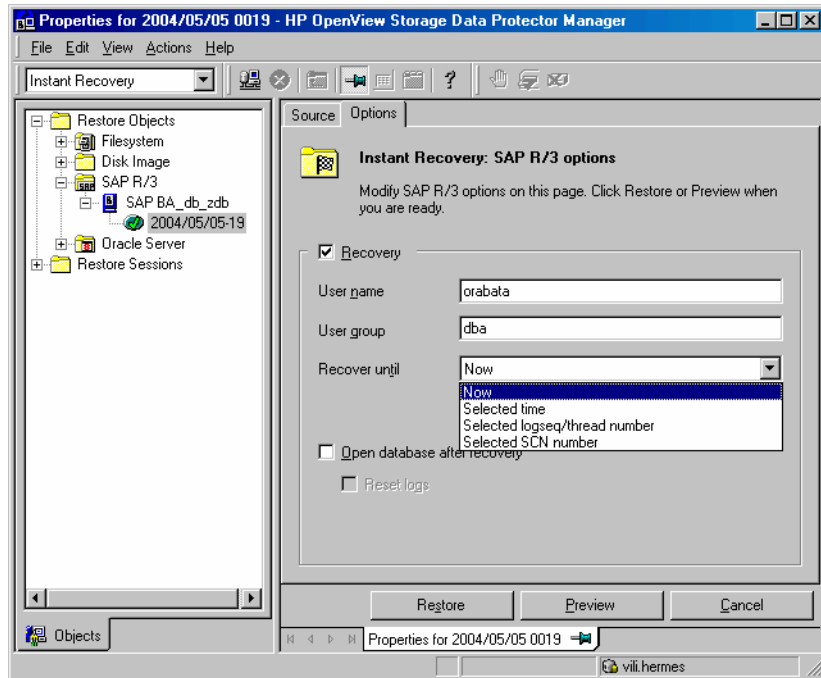 Properties for 2004/05/05 0019 - HP OpenView Storage Data Protector Manager
File Edit View Actions Help
Instant Recovery
Restore Objects
Filesystem
Disk Image
SAP R/3
SAP BA_db_zdb
2004/05/05-19
Oracle Server
Restore Sessions
Objects
Source Options
Instant Recovery: SAP R/3 options
Modify SAP R/3 options on this page. Click Restore or Preview when
you are ready.
Recovery
User name orabata
User group dba
Recover until Now
Now
Selected time
Selected logseq/thread number
Selected SCN number
Open database after recovery
Reset logs
Restore Preview Cancel
Properties for 2004/05/05 0019
vili.hermes